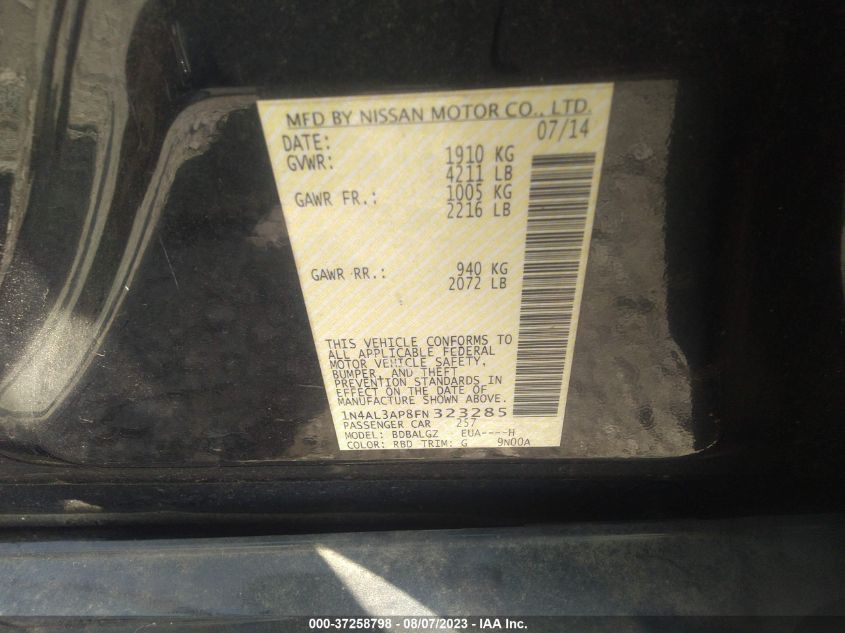 MFD BY NISSAN MOTOR CO., LTD.
DATE: 07/14
GVWR: 1910 KG
4211 LB
GAWR FR.: 1005 KG
2216 LB
GAWR RR.: 940 KG
2072 LB
THIS VEHICLE CONFORMS TO
ALL APPLICABLE FEDERAL
MOTOR VEHICLE SAFETY,
BUMPER, AND THEFT
PREVENTION STANDARDS IN
EFFECT ON THE DATE OF
MANUFACTURE SHOWN ABOVE.
1N4AL3AP8FN 323285
PASSENGER CAR 257
MODEL: BDBALGZ EUA----H
COLOR: RBD TRIM: G 9N00A
000-37258798 - 08/07/2023 - IAA Inc.